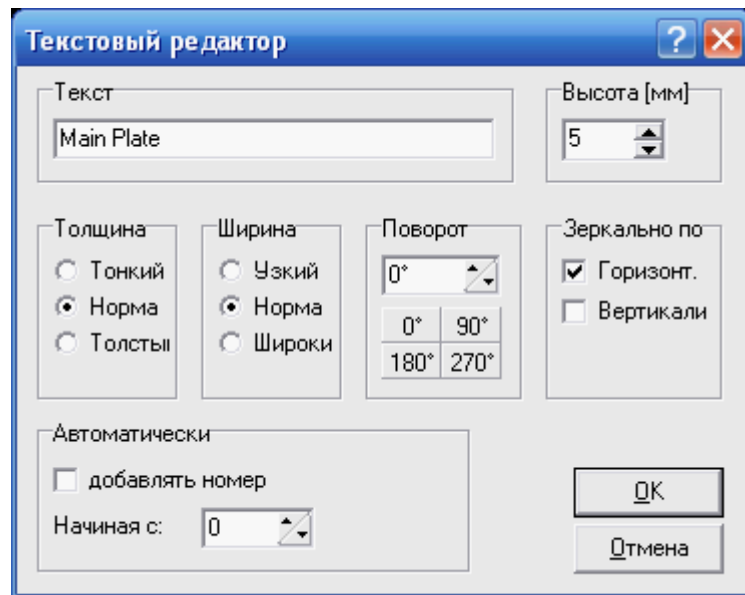 Текстовый редактор
Текст
Main Plate
Высота [мм]
5
Толщина
Тонкий
Норма
Толсты
Ширина
Узкий
Норма
Широки
Поворот
0°
0° 90°
180° 270°
Зеркально по
Горизонт.
Вертикали
Автоматически
добавлять номер
Начиная с: 0
OK
Отмена